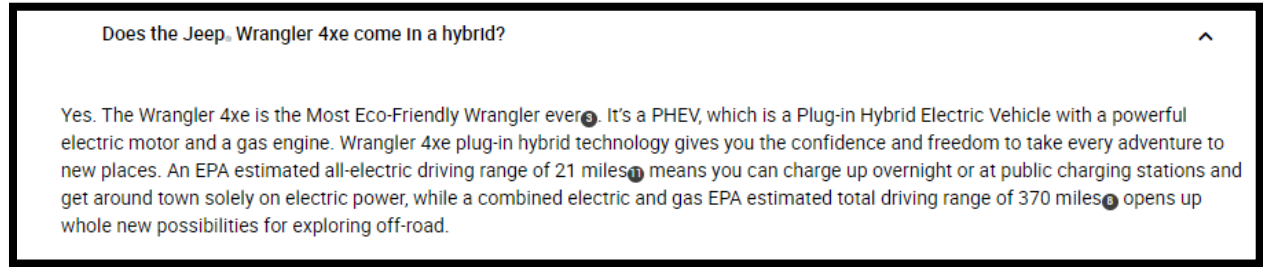 Does the Jeep® Wrangler 4xe come in a hybrid?
Yes. The Wrangler 4xe is the Most Eco-Friendly Wrangler ever3. It's a PHEV, which is a Plug-in Hybrid Electric Vehicle with a powerful
electric motor and a gas engine. Wrangler 4xe plug-in hybrid technology gives you the confidence and freedom to take every adventure to
new places. An EPA estimated all-electric driving range of 21 miles11 means you can charge up overnight or at public charging stations and
get around town solely on electric power, while a combined electric and gas EPA estimated total driving range of 370 miles8 opens up
whole new possibilities for exploring off-road.